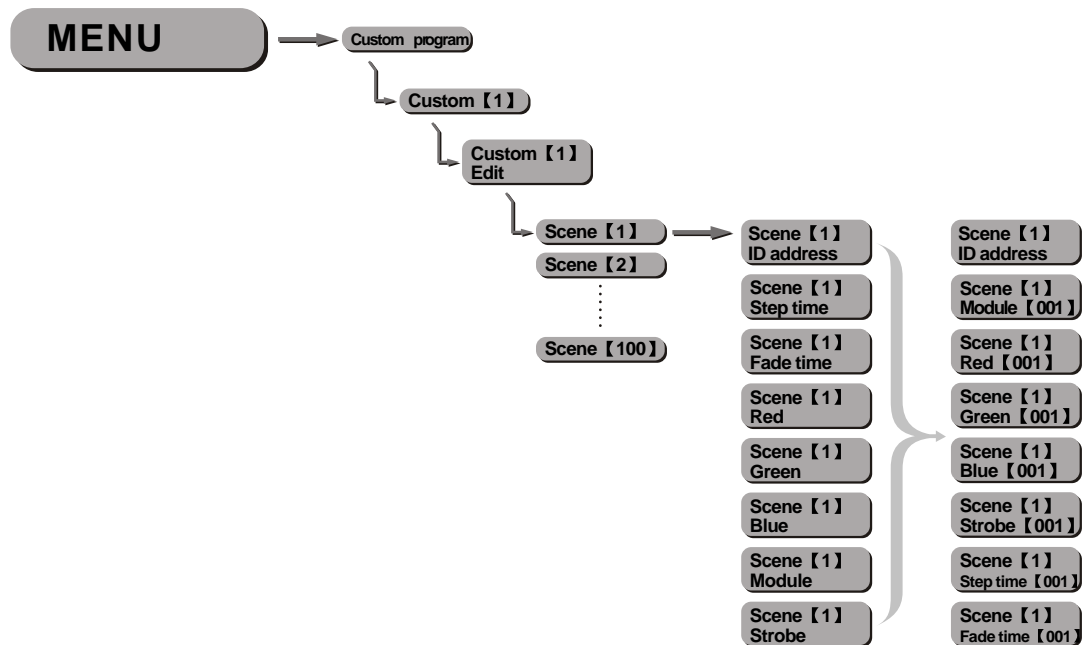 MENU
Custom program
Custom【1】
Custom【1】
Edit
Scene【1】
Scene【2】
Scene【100】
Scene【1】
ID address
Scene【1】
Step time
Scene【1】
Fade time
Scene【1】
Red
Scene【1】
Green
Scene【1】
Blue
Scene【1】
Module
Scene【1】
Strobe
Scene【1】
ID address
Scene【1】
Module【001】
Scene【1】
Red【001】
Scene【1】
Green【001】
Scene【1】
Blue【001】
Scene【1】
Strobe【001】
Scene【1】
Step time【001】
Scene【1】
Fade time【001】